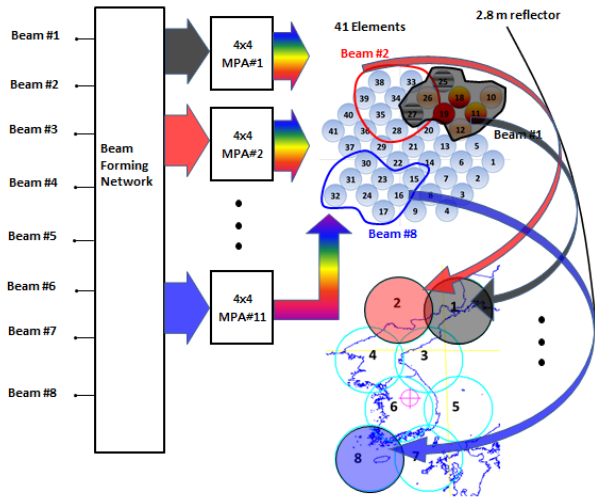 Beam #1
Beam #2
Beam #3
Beam #4
Beam #5
Beam #6
Beam #7
Beam #8
Beam
Forming
Network
4x4
MPA#1
4x4
MPA#2
4x4
MPA#11
41 Elements
2.8 m reflector
Beam #2
Beam #1
Beam #8
38 33 25
39 34 26 18 10
40 35 27 19 11
41 36 28 20 12
37 29 21 13 5
30 22 14 6 1
31 23 15 7 2
32 24 16 8 3
17 9 4
2 1
4 3
6 5
8 7